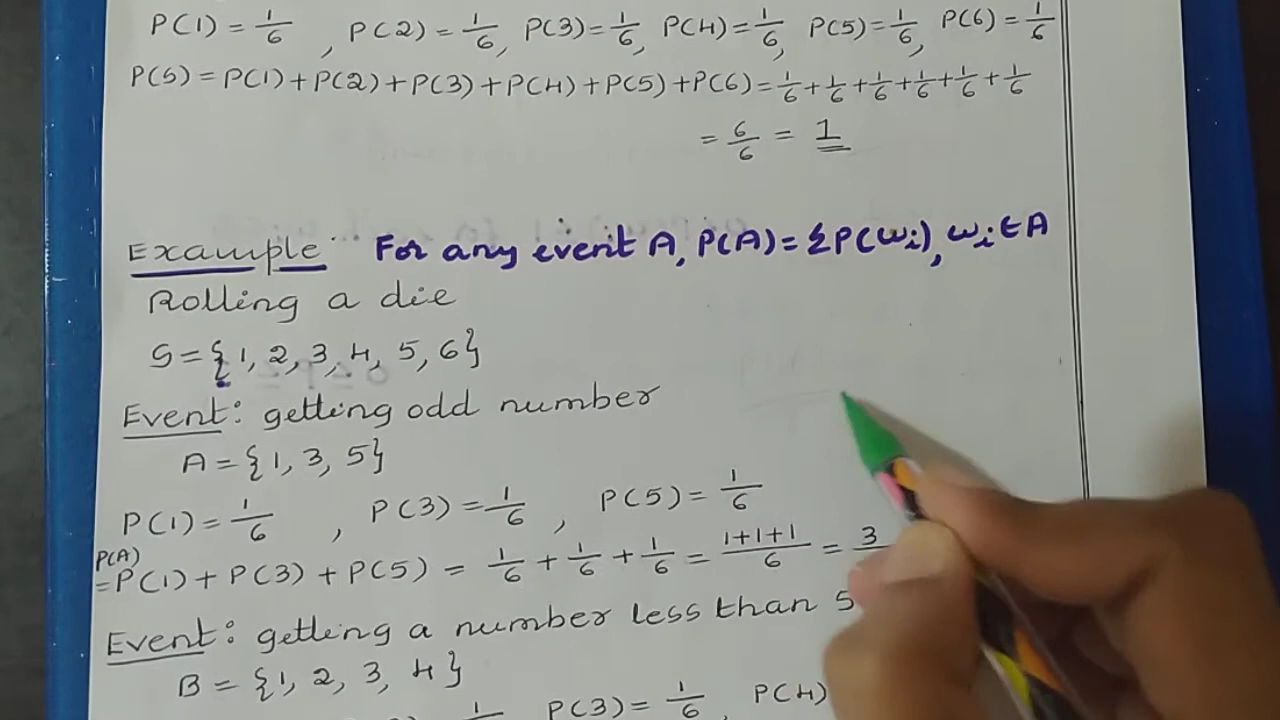 P(1) = 1/6 , P(2) = 1/6, P(3) = 1/6, P(4) = 1/6, P(5) = 1/6, P(6) = 1/6
P(S) = P(1) + P(2) + P(3) + P(4) + P(5) + P(6) = 1/6 + 1/6 + 1/6 + 1/6 + 1/6 + 1/6
= 6/6 = 1
Example: For any event A, P(A) = ΣP(ωi), ωi ∈ A
Rolling a die
S = {1, 2, 3, 4, 5, 6}
Event: getting odd number
A = {1, 3, 5}
P(1) = 1/6 , P(3) = 1/6 , P(5) = 1/6
P(A)
= P(1) + P(3) + P(5) = 1/6 + 1/6 + 1/6 = 1+1+1/6 = 3
Event: getting a number less than 5
B = {1, 2, 3, 4}
P(3) = 1/6 , P(4)